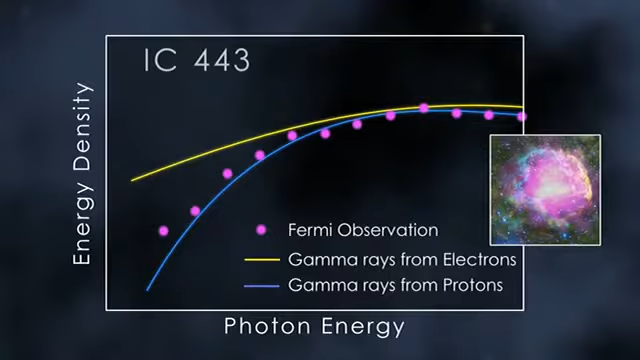 IC 443
Energy Density
Fermi Observation
Gamma rays from Electrons
Gamma rays from Protons
Photon Energy